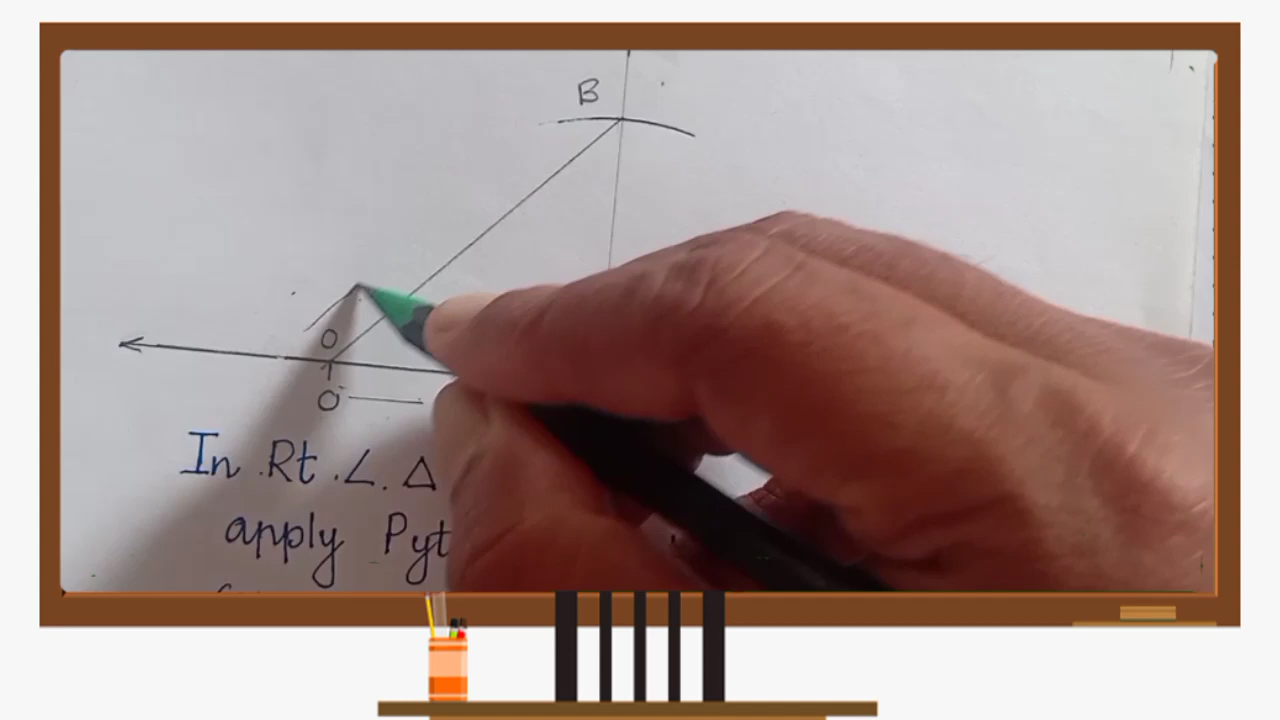 B
O
O
In Rt. ∠. △
apply Pyt